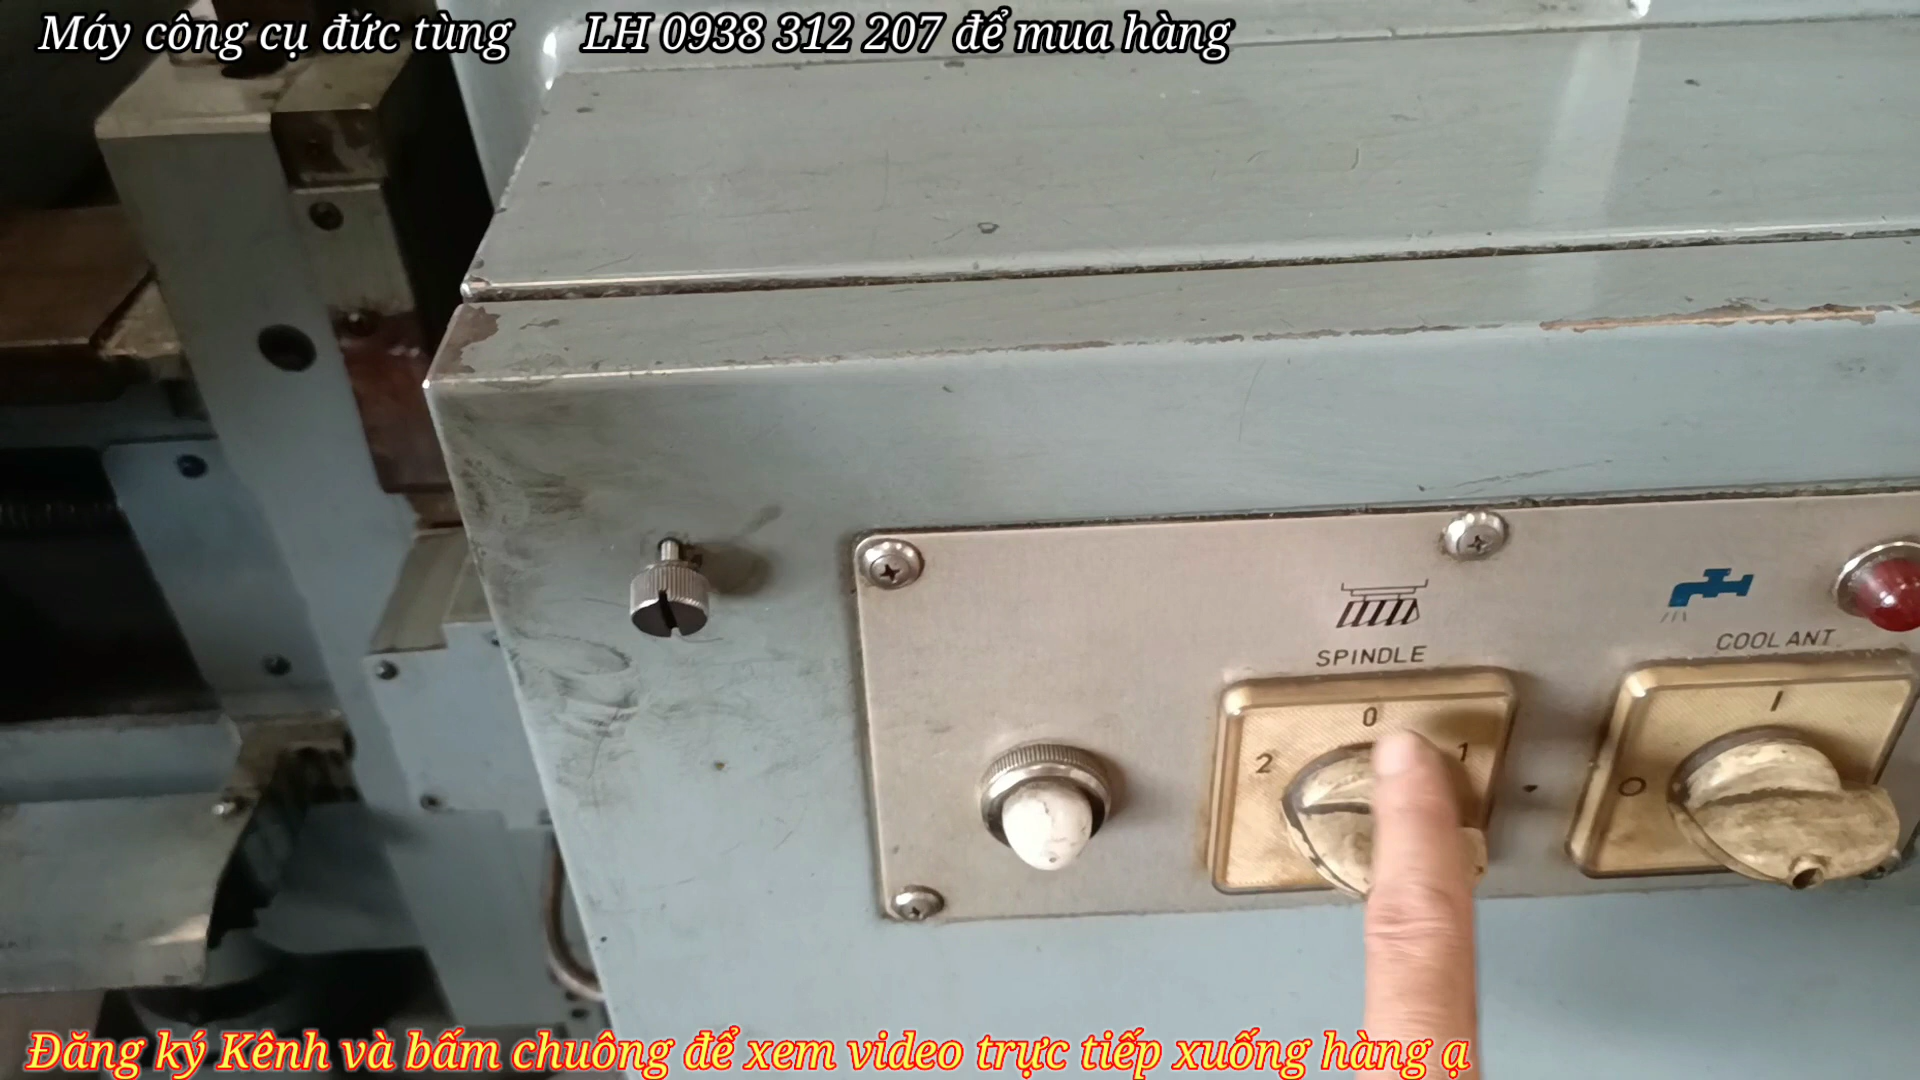 Máy công cụ đức tùng LH 0938 312 207 để mua hàng
SPINDLE
COOLANT
0
2
1
I
O
Đăng ký Kênh và bấm chuông để xem video trực tiếp xuống hàng ạ